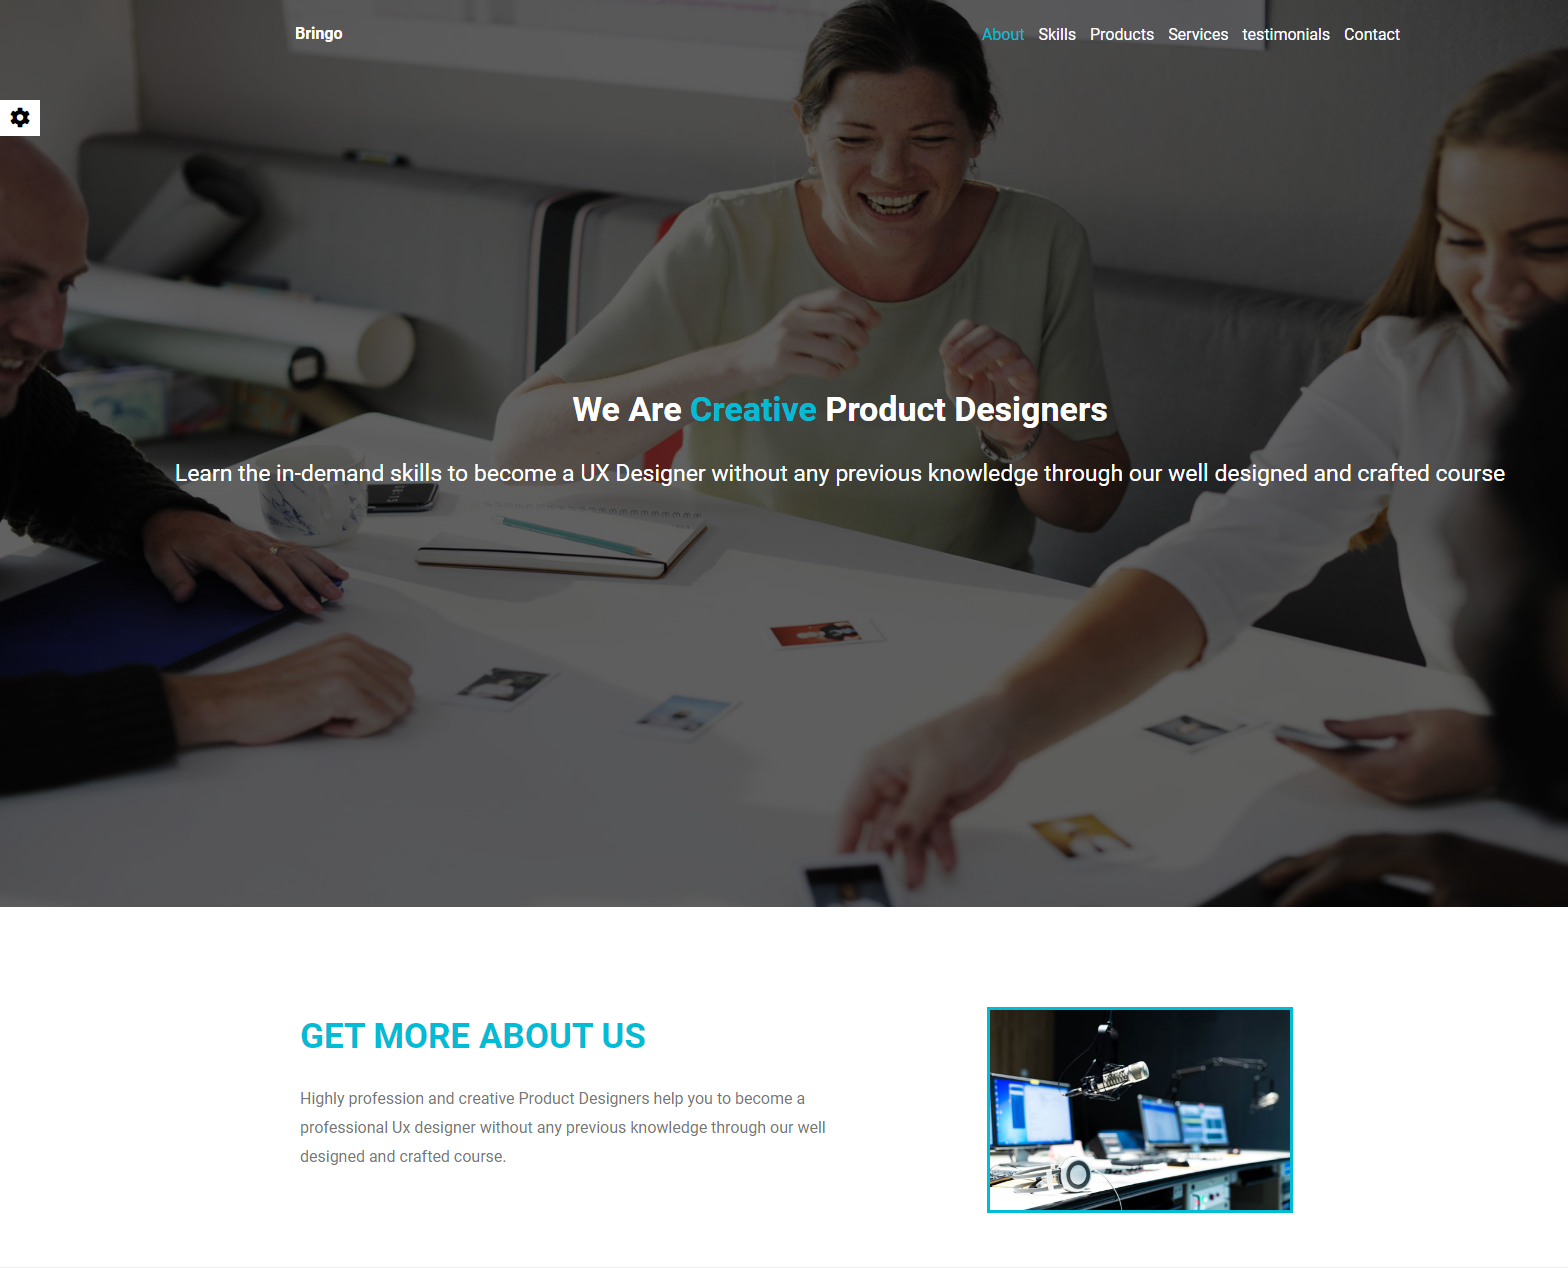 Bringo
About Skills Products Services testimonials Contact
We Are Creative Product Designers
Learn the in-demand skills to become a UX Designer without any previous knowledge through our well designed and crafted course
GET MORE ABOUT US
Highly profession and creative Product Designers help you to become a
professional Ux designer without any previous knowledge through our well
designed and crafted course.